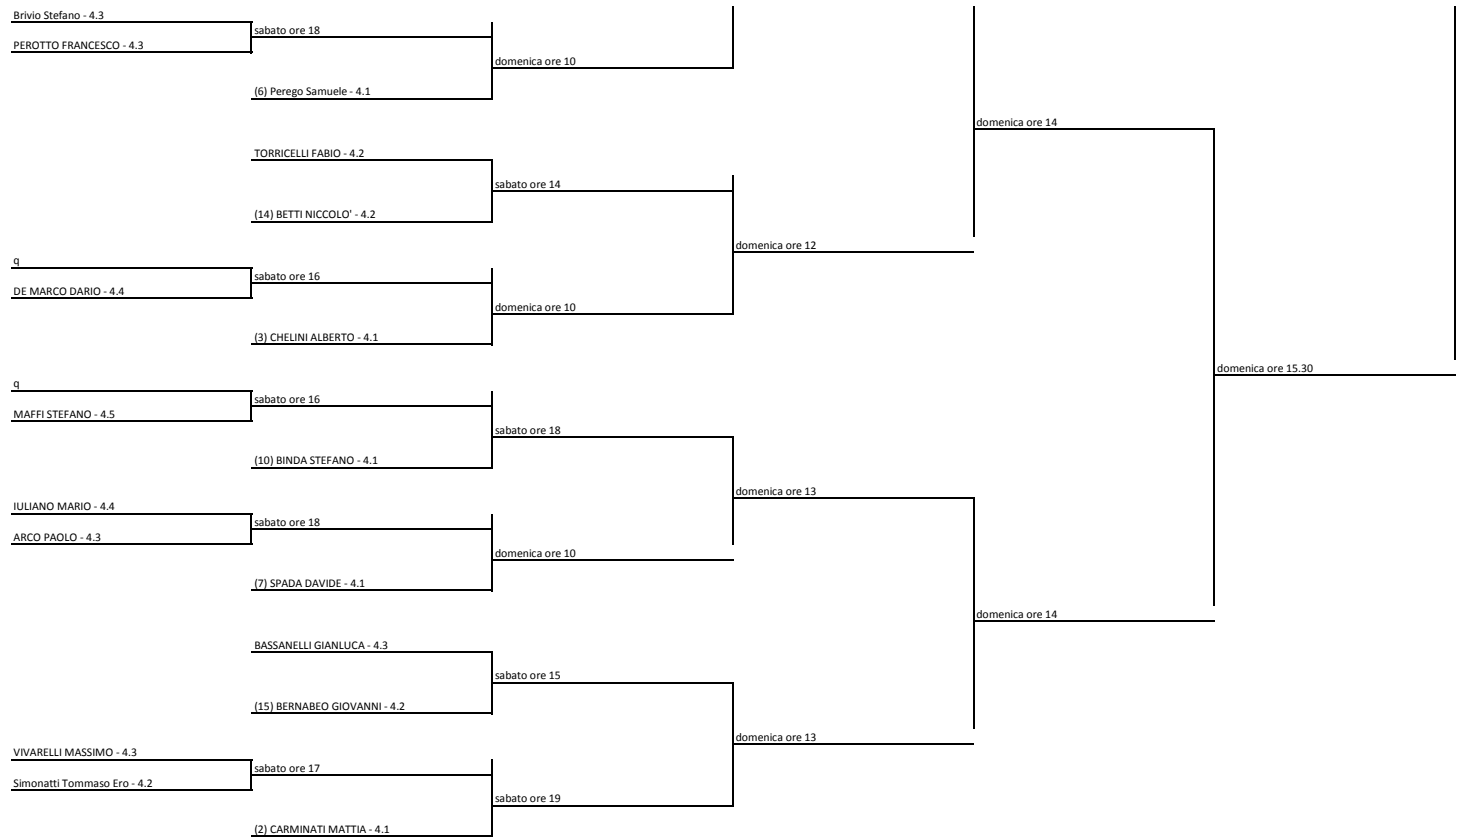 Brivio Stefano - 4.3
sabato ore 18
PEROTTO FRANCESCO - 4.3
domenica ore 10
(6) Perego Samuele - 4.1
domenica ore 14
TORRICELLI FABIO - 4.2
sabato ore 14
(14) BETTI NICCOLO' - 4.2
domenica ore 12
q
sabato ore 16
DE MARCO DARIO - 4.4
domenica ore 10
(3) CHELINI ALBERTO - 4.1
domenica ore 15.30
q
sabato ore 16
MAFFI STEFANO - 4.5
sabato ore 18
(10) BINDA STEFANO - 4.1
domenica ore 13
IULIANO MARIO - 4.4
sabato ore 18
ARCO PAOLO - 4.3
domenica ore 10
(7) SPADA DAVIDE - 4.1
domenica ore 14
BASSANELLI GIANLUCA - 4.3
sabato ore 15
(15) BERNABEO GIOVANNI - 4.2
domenica ore 13
VIVARELLI MASSIMO - 4.3
sabato ore 17
Simonatti Tommaso Ero - 4.2
sabato ore 19
(2) CARMINATI MATTIA - 4.1